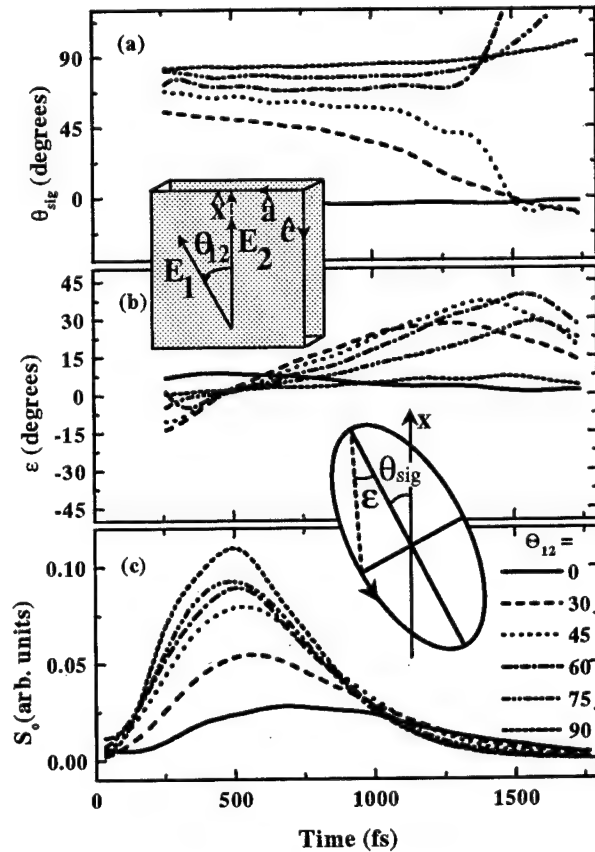 (a)
90
45
0
θsig (degrees)
x̂
â
ĉ
θ12
E1
E2
(b)
45
30
15
0
-15
-30
-45
ε (degrees)
x
θsig
ε
(c)
0.10
0.05
0.00
So (arb. units)
Θ12 =
0
30
45
60
75
90
0
500
1000
1500
Time (fs)